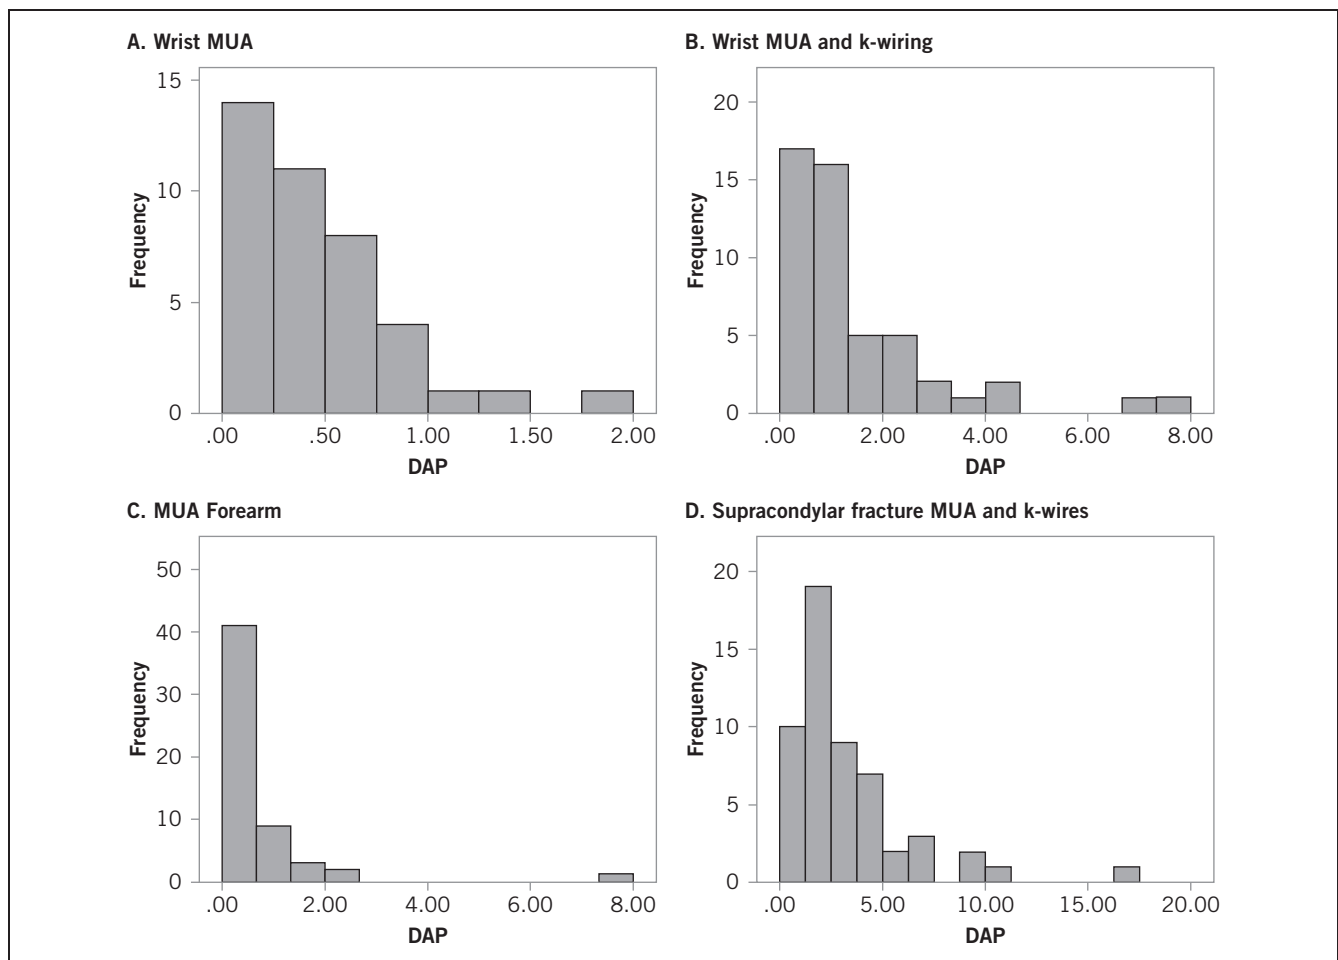 A. Wrist MUA
15
10
5
0
Frequency
.00 .50 1.00 1.50 2.00
DAP
B. Wrist MUA and k-wiring
20
15
10
5
0
Frequency
.00 2.00 4.00 6.00 8.00
DAP
C. MUA Forearm
50
40
30
20
10
0
Frequency
.00 2.00 4.00 6.00 8.00
DAP
D. Supracondylar fracture MUA and k-wires
20
15
10
5
0
Frequency
.00 5.00 10.00 15.00 20.00
DAP